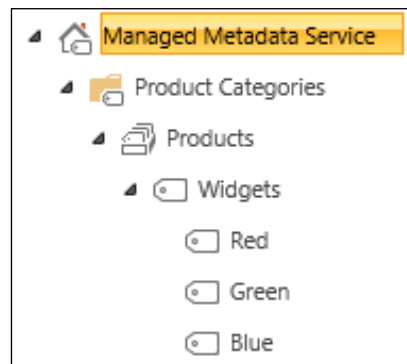 Managed Metadata Service
Product Categories
Products
Widgets
Red
Green
Blue